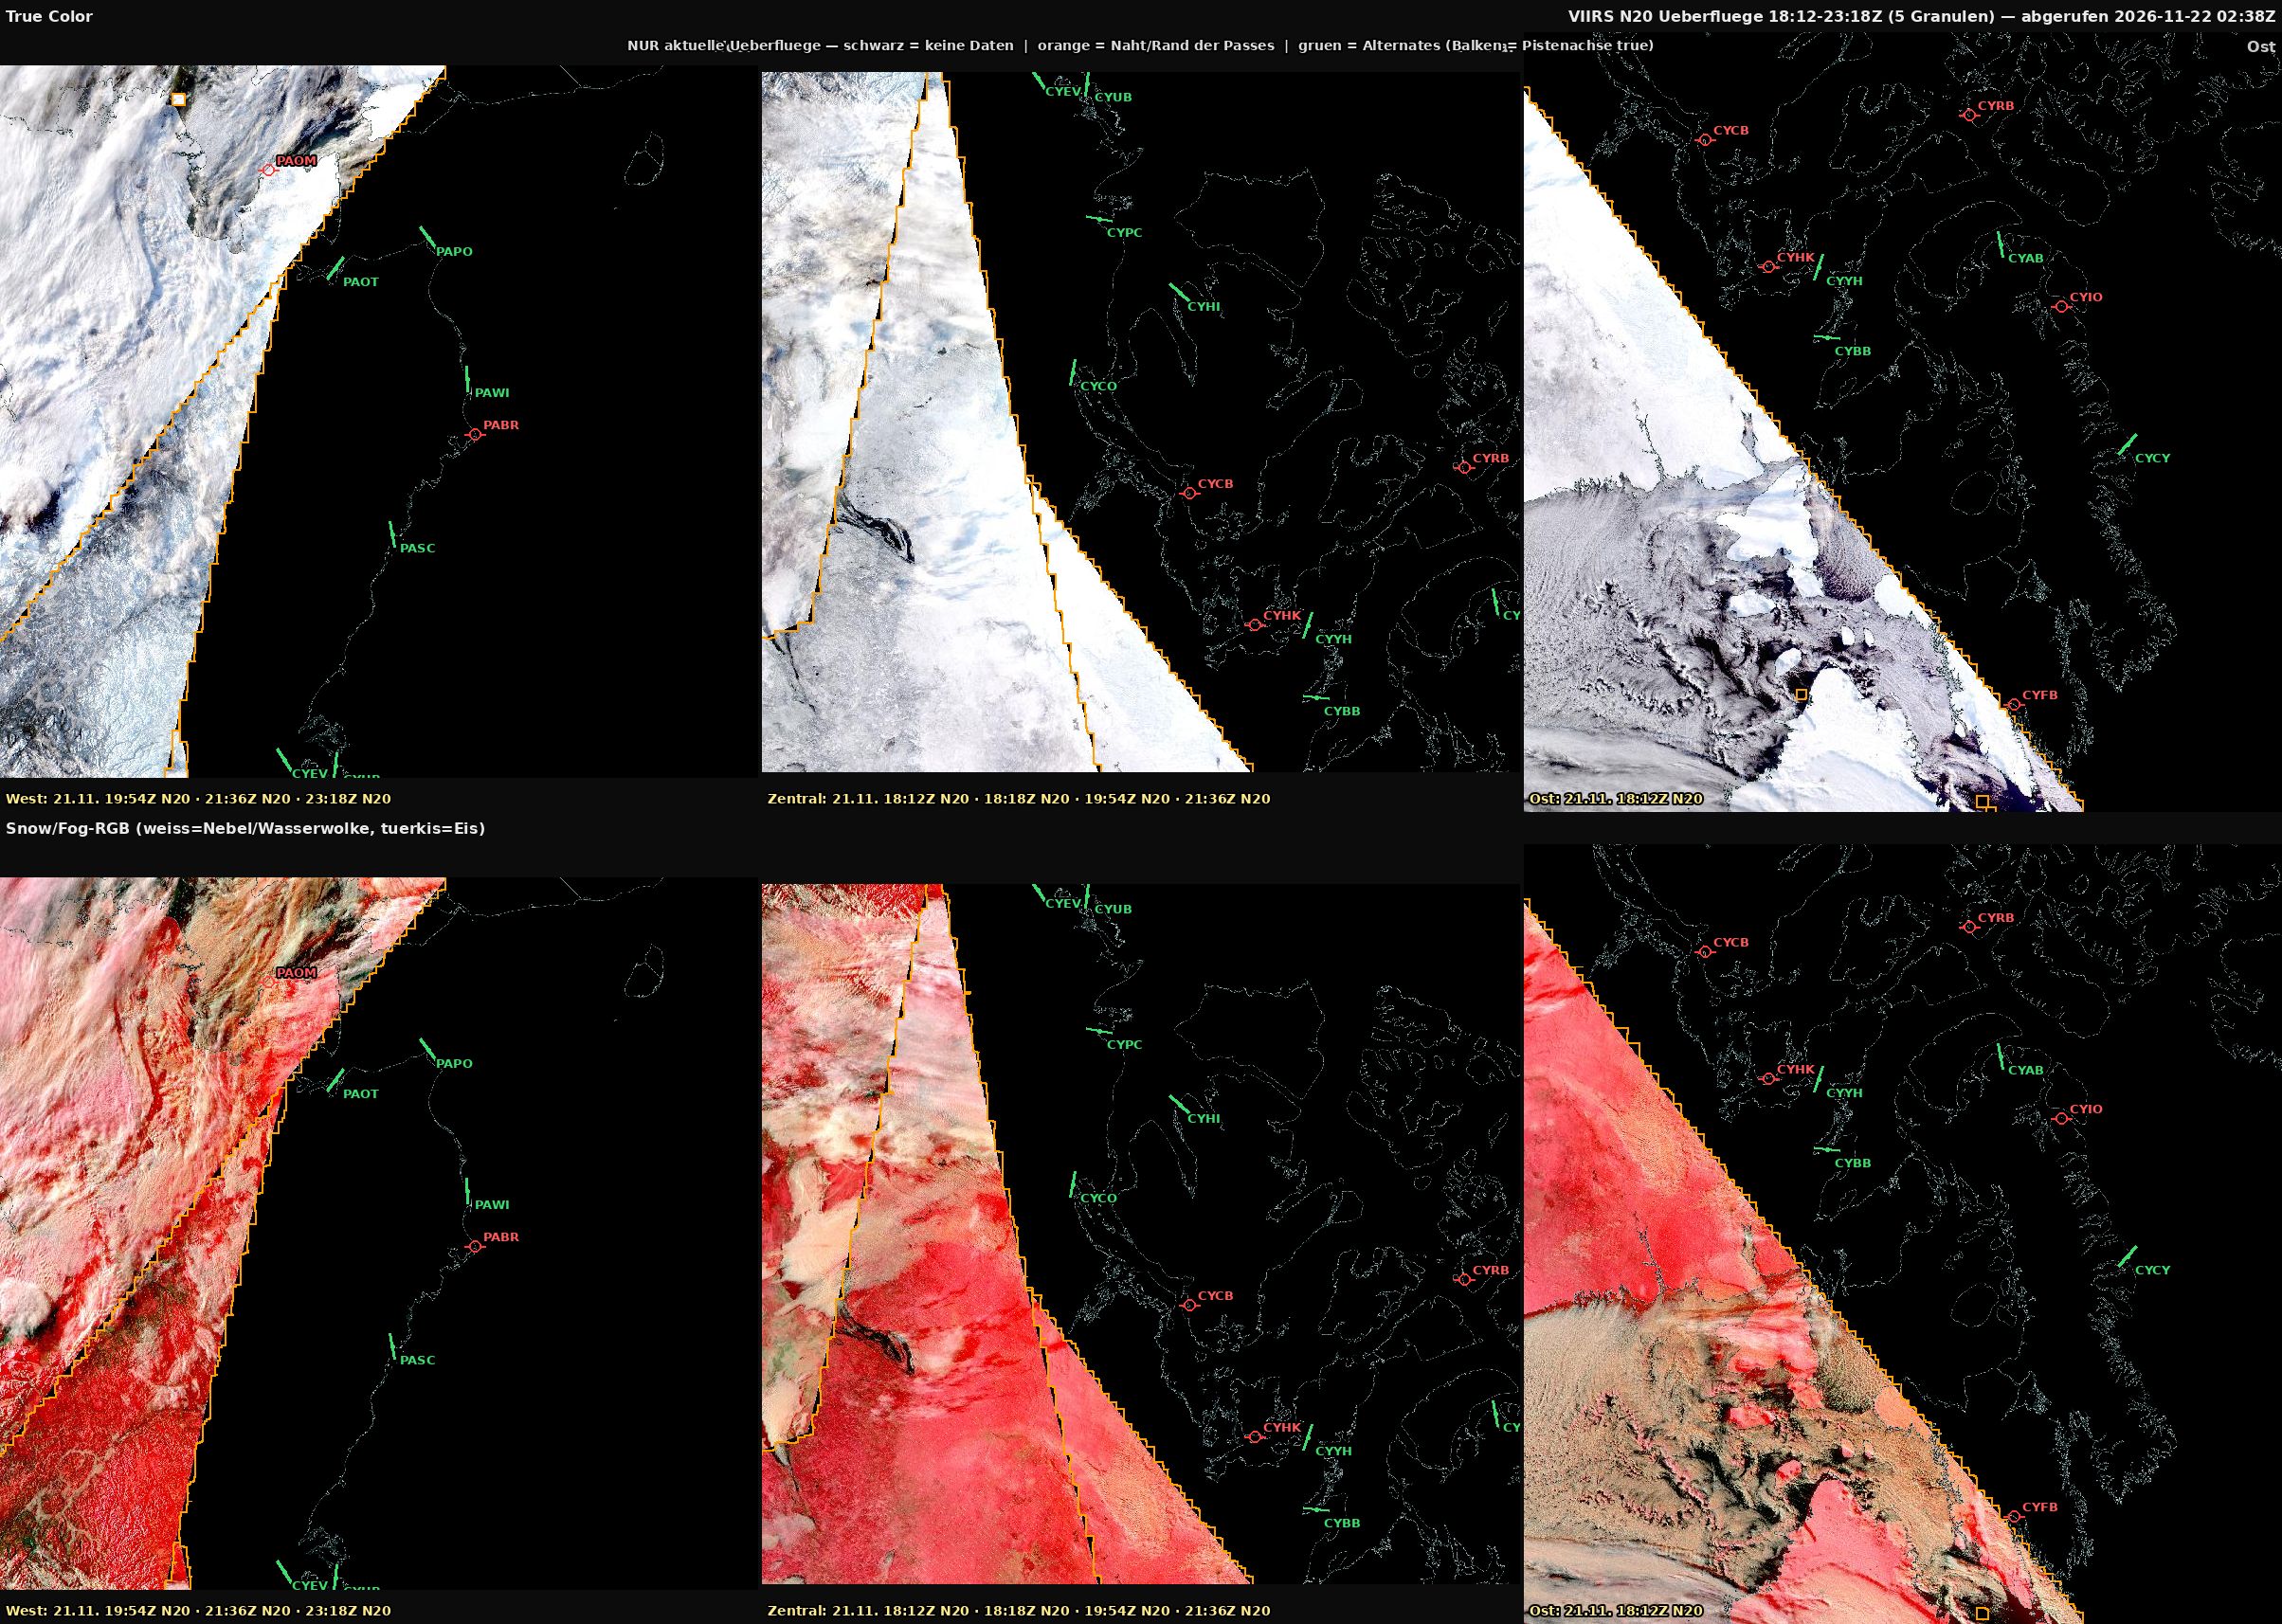 True Color
VIIRS N20 Ueberfluege 18:12-23:18Z (5 Granulen) — abgerufen 2026-11-22 02:38Z
NUR aktuelle Ueberfluege — schwarz = keine Daten | orange = Naht/Rand der Passes | gruen = Alternates (Balken = Pistenachse true)
Ost
PAOM
PAPO
PAOT
PAWI
PABR
PASC
CYEV
CYUB
CYEV
CYUB
CYPC
CYHI
CYCO
CYCB
CYRB
CYHK
CYYH
CY
CYBB
CYRB
CYCB
CYHK
CYYH
CYAB
CYIO
CYBB
CYCY
CYFB
West: 21.11. 19:54Z N20 · 21:36Z N20 · 23:18Z N20
Zentral: 21.11. 18:12Z N20 · 18:18Z N20 · 19:54Z N20 · 21:36Z N20
Ost: 21.11. 18:12Z N20
Snow/Fog-RGB (weiss=Nebel/Wasserwolke, tuerkis=Eis)
PAOM
PAPO
PAOT
PAWI
PABR
PASC
CYEV
CYUB
CYEV
CYUB
CYPC
CYHI
CYCO
CYCB
CYRB
CYHK
CYYH
CY
CYBB
CYRB
CYCB
CYHK
CYYH
CYAB
CYIO
CYBB
CYCY
CYFB
West: 21.11. 19:54Z N20 · 21:36Z N20 · 23:18Z N20
Zentral: 21.11. 18:12Z N20 · 18:18Z N20 · 19:54Z N20 · 21:36Z N20
Ost: 21.11. 18:12Z N20